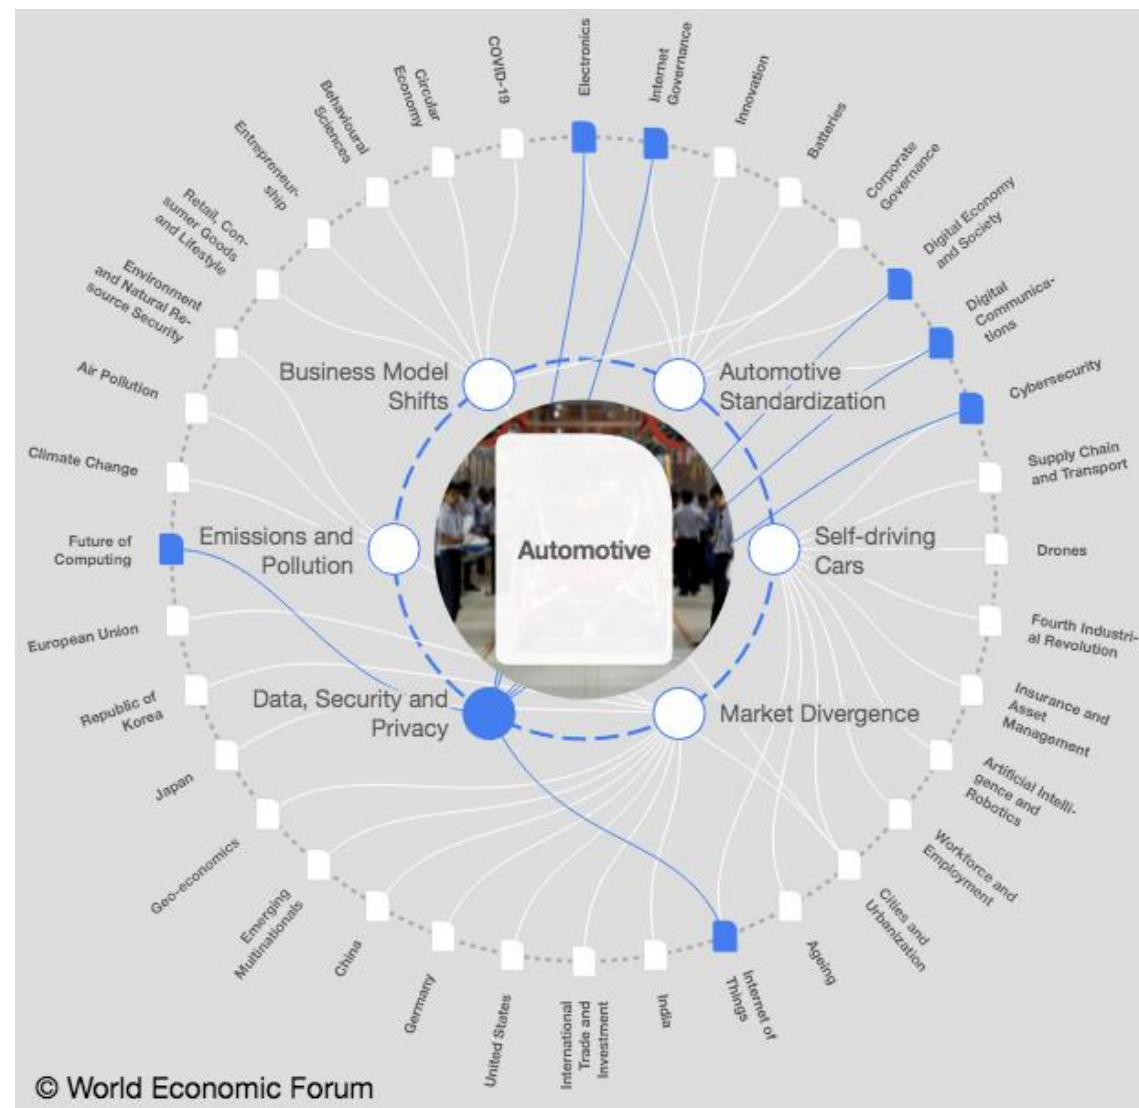 COVID-19
Electronics
Internet
Governance
Innovation
Batteries
Corporate
Governance
Digital Economy
and Society
Digital
Communica-
tions
Cybersecurity
Supply Chain
and Transport
Drones
Fourth Industri-
al Revolution
Insurance and
Asset
Management
Artificial Intelli-
gence and
Robotics
Workforce and
Employment
Cities and
Urbanization
Ageing
Internet of
Things
India
International
Trade and
Investment
United States
Germany
China
Emerging
Multinationals
Geo-economics
Japan
Republic of
Korea
European Union
Future of
Computing
Climate Change
Air Pollution
Environment
and Natural Re-
source Security
Retail, Con-
sumer Goods
and Lifestyle
Entrepreneur-
ship
Behavioural
Sciences
Circular
Economy
Business Model
Shifts
Automotive
Standardization
Emissions and
Pollution
Automotive
Self-driving
Cars
Data, Security and
Privacy
Market Divergence
© World Economic Forum